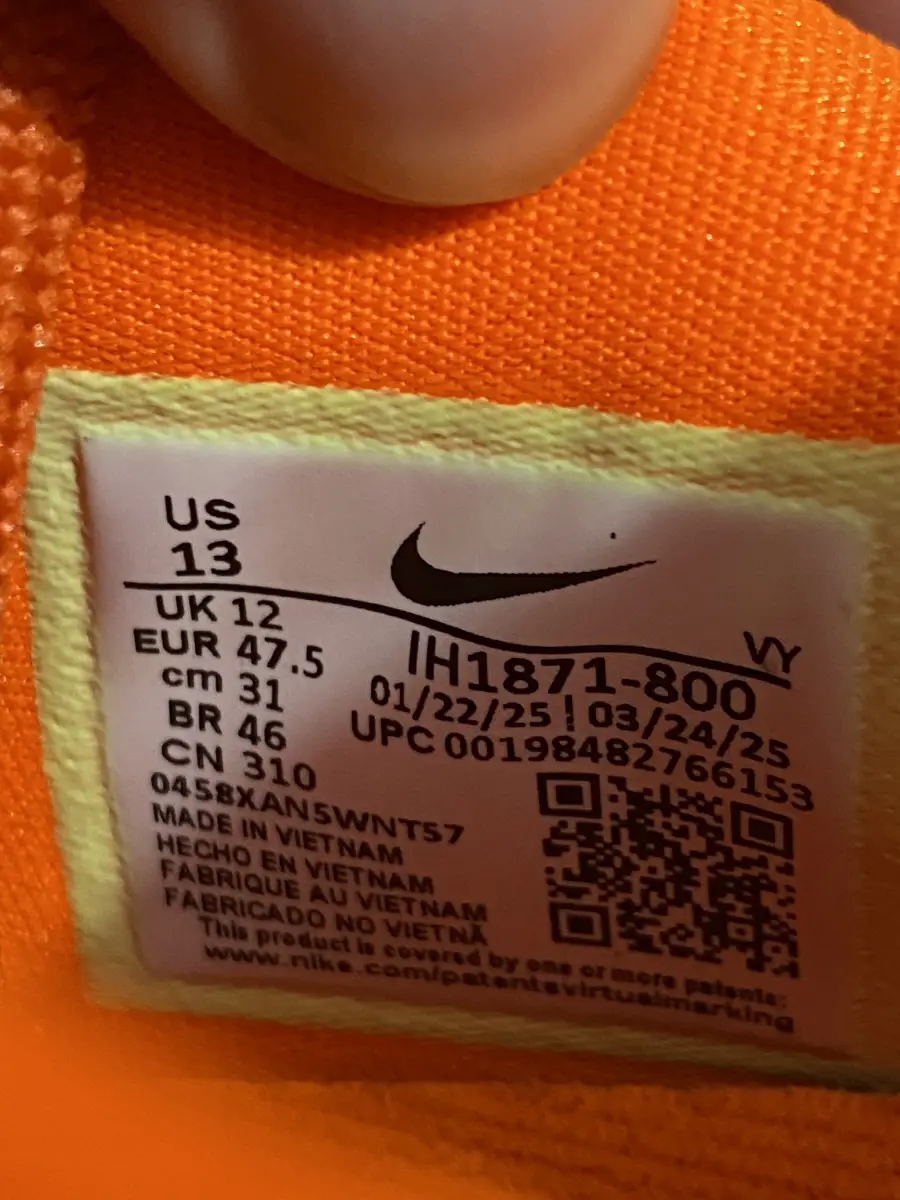 US
13
UK 12
EUR 47.5
cm 31
BR 46
CN 310
VY
IH1871-800
01/22/25 | 03/24/25
UPC 00198482766153
0458XAN5WNT57
MADE IN VIETNAM
HECHO EN VIETNAM
FABRIQUE AU VIETNAM
FABRICADO NO VIETNÃ
This product is covered by one or more patents:
www.nike.com/patentsvirtualmarking